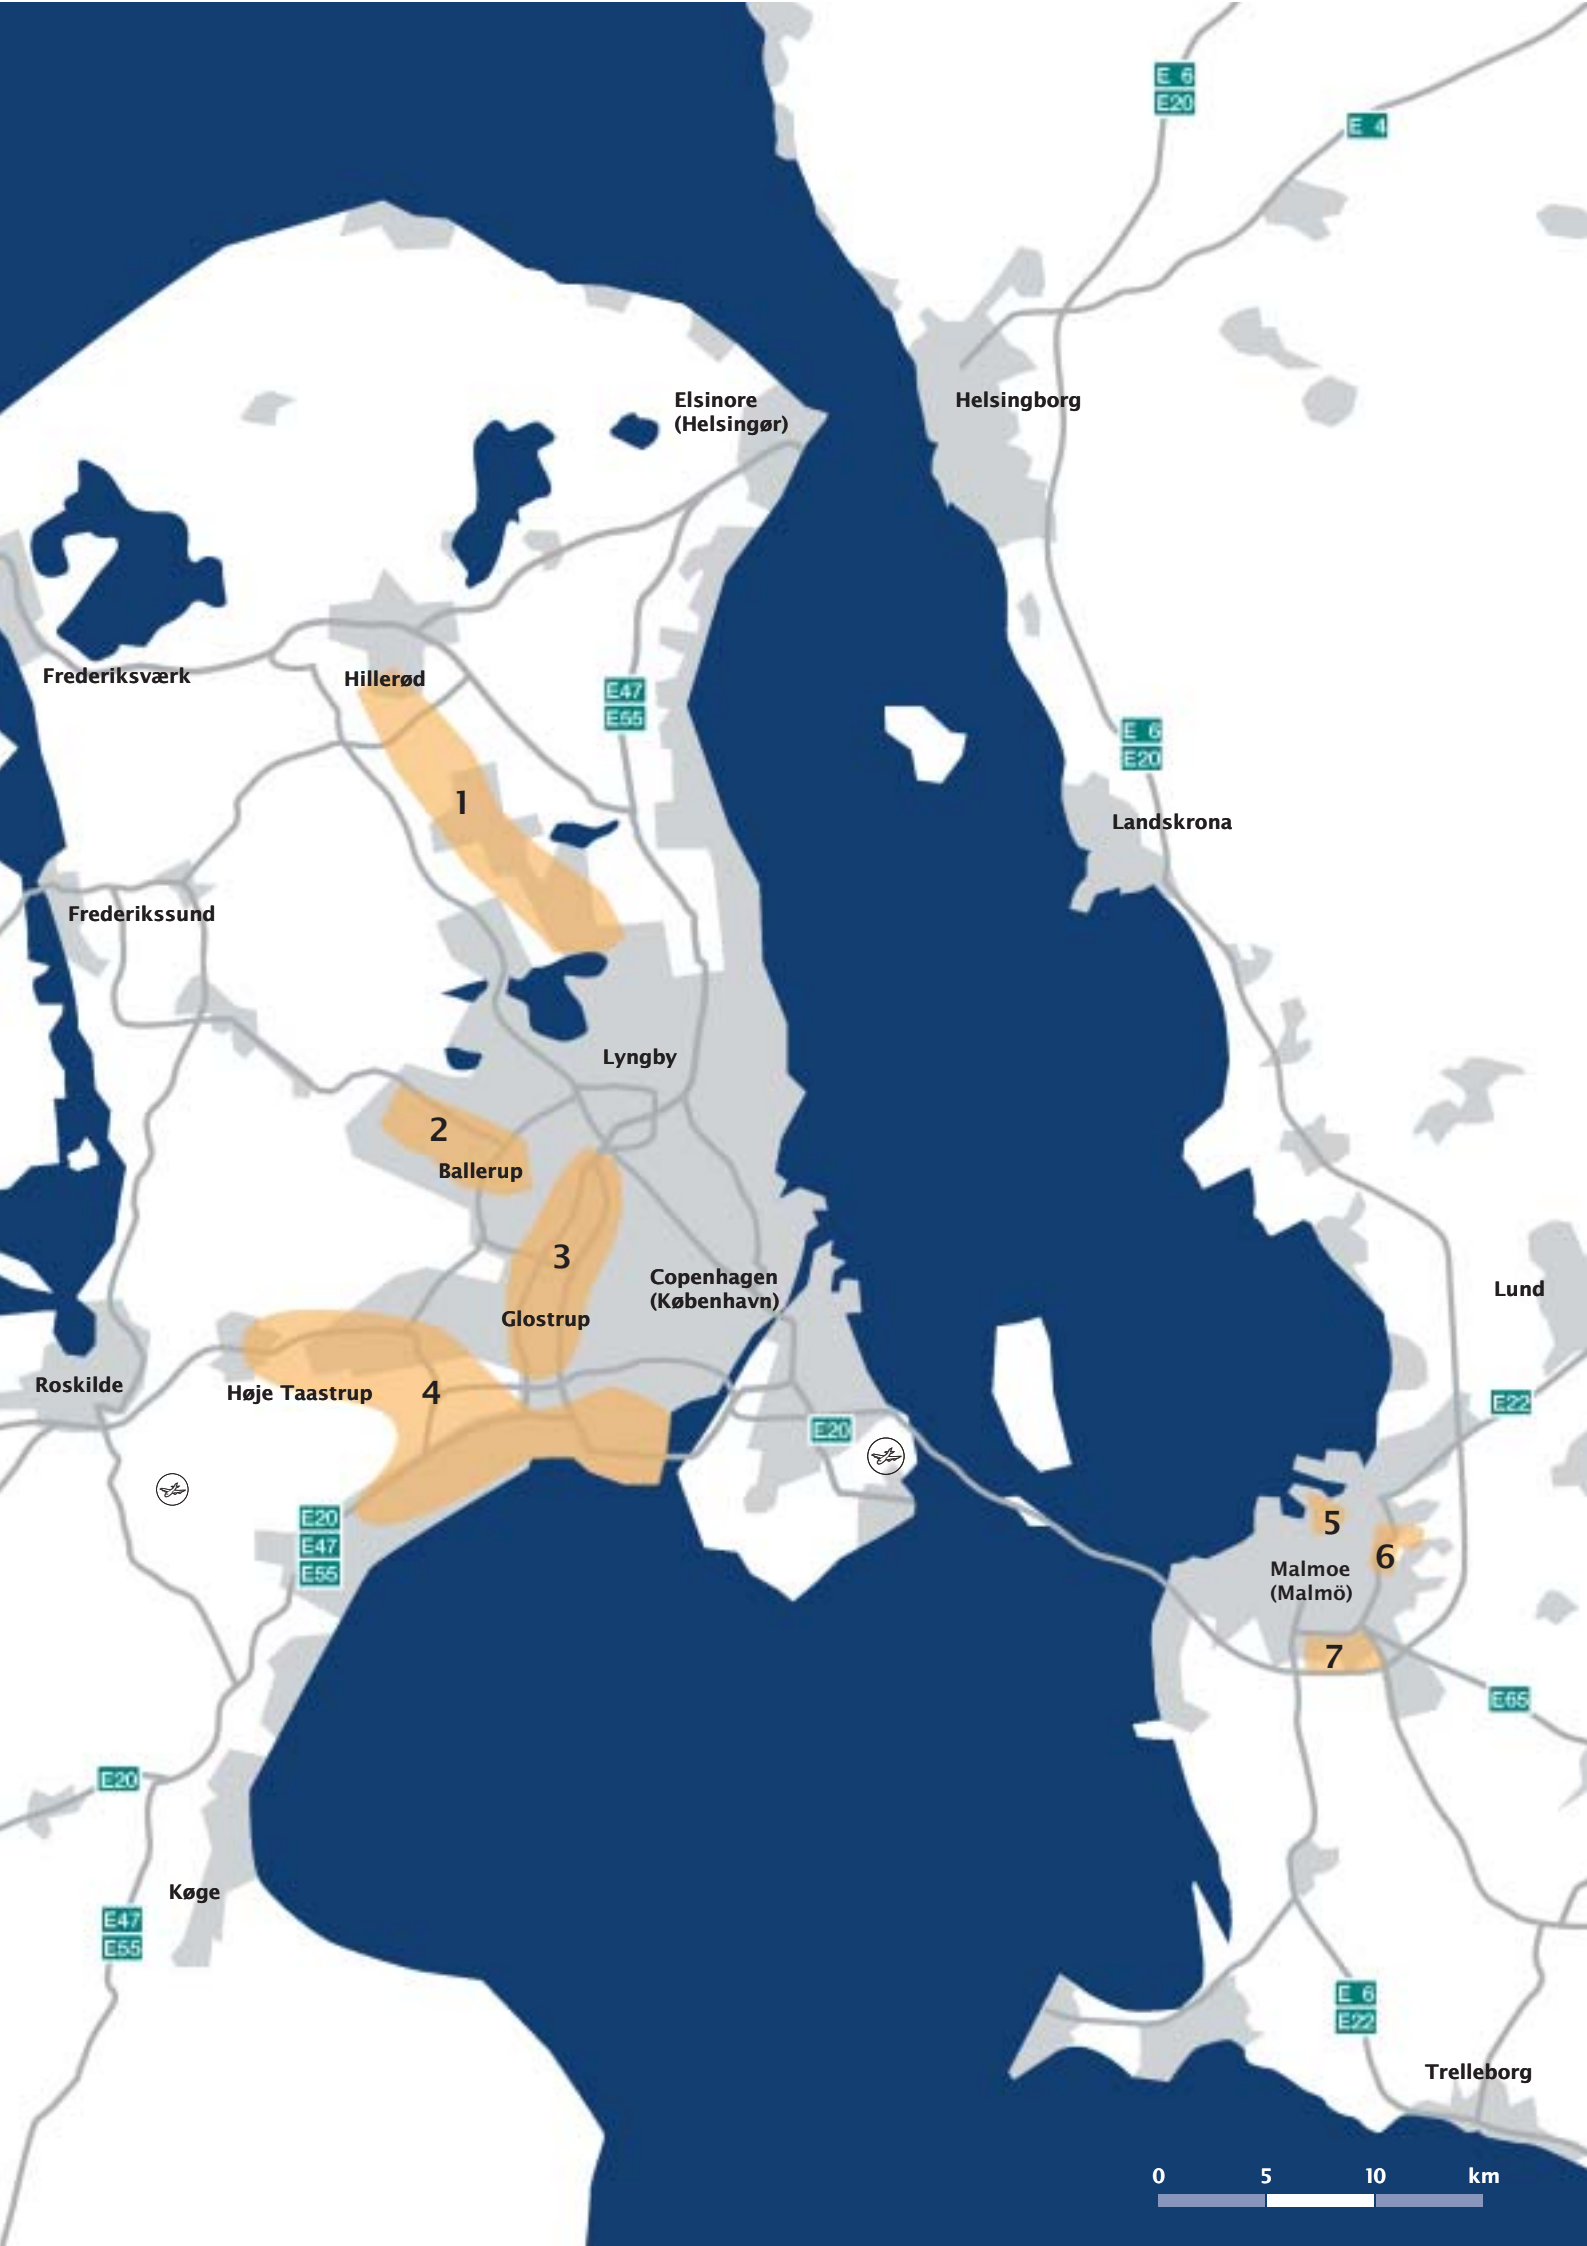 E 6
E20
E 4
Elsinore
(Helsingør)
Helsingborg
Frederiksværk
Hillerød
E47
E55
E 6
E20
1
Landskrona
Frederikssund
Lyngby
2
Ballerup
3
Copenhagen
(København)
Glostrup
Lund
Roskilde
Høje Taastrup
4
E22
E20
E20
E47
E55
5
6
Malmoe
(Malmö)
7
E65
E20
Køge
E47
E55
E 6
E22
Trelleborg
0 5 10 km